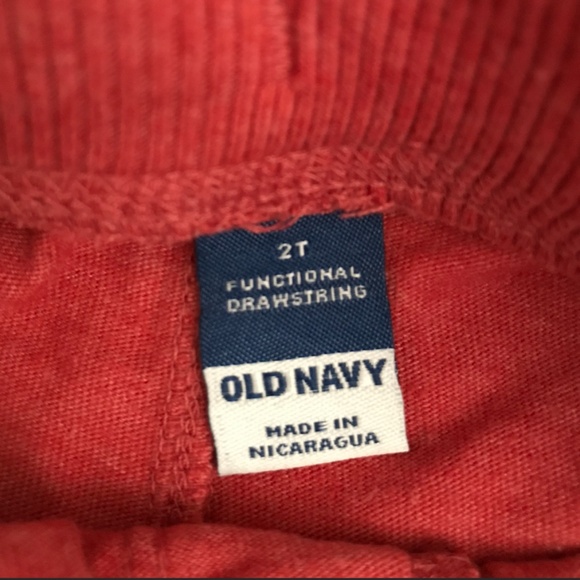 2T
FUNCTIONAL
DRAWSTRING
OLD NAVY
MADE IN
NICARAGUA